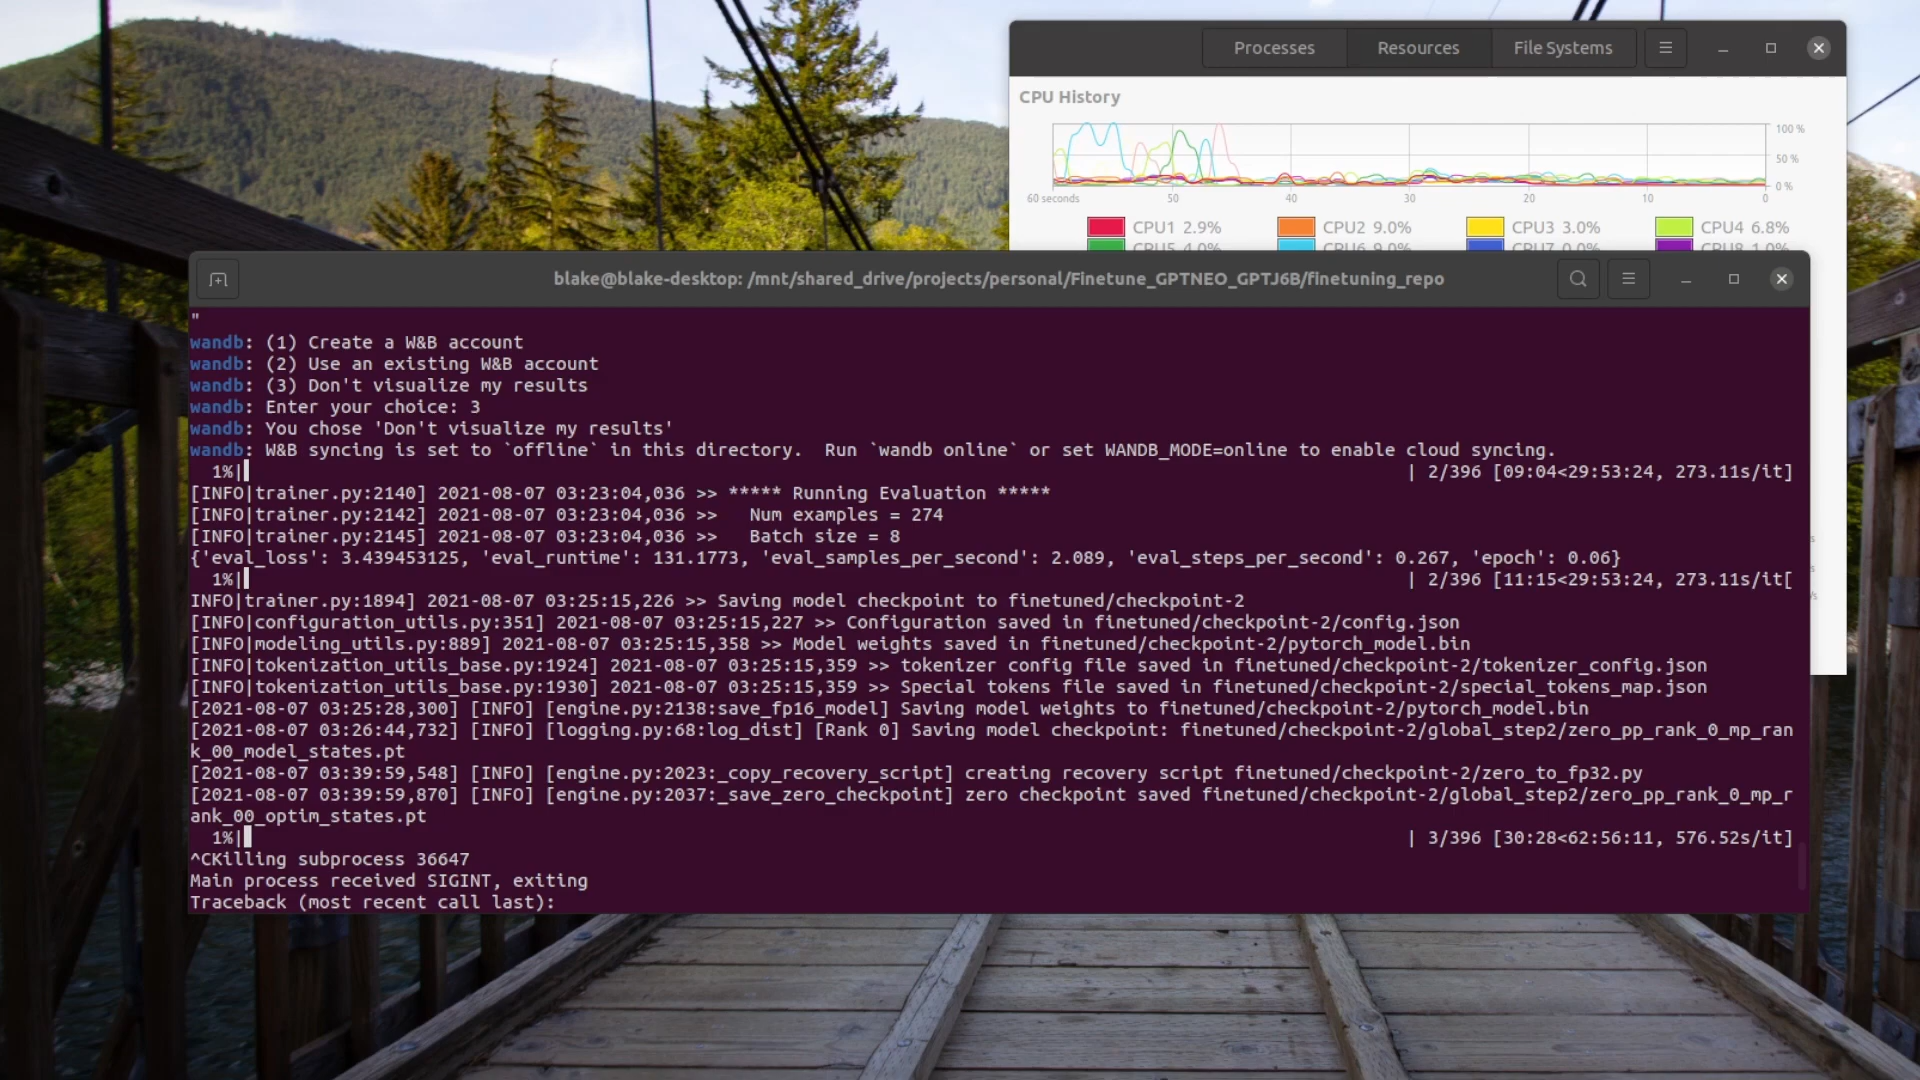 Processes Resources File Systems
CPU History
100 %
50 %
0 %
60 seconds 50 40 30 20 10 0
CPU1 2.9% CPU2 9.0% CPU3 3.0% CPU4 6.8%
CPU5 4.0% CPU6 9.0% CPU7 0.0% CPU8 1.0%
blake@blake-desktop: /mnt/shared_drive/projects/personal/Finetune_GPTNEO_GPTJ6B/finetuning_repo
"
wandb: (1) Create a W&B account
wandb: (2) Use an existing W&B account
wandb: (3) Don't visualize my results
wandb: Enter your choice: 3
wandb: You chose 'Don't visualize my results'
wandb: W&B syncing is set to `offline` in this directory.  Run `wandb online` or set WANDB_MODE=online to enable cloud syncing.
1%| | 2/396 [09:04<29:53:24, 273.11s/it]
[INFO|trainer.py:2140] 2021-08-07 03:23:04,036 >> ***** Running Evaluation *****
[INFO|trainer.py:2142] 2021-08-07 03:23:04,036 >>   Num examples = 274
[INFO|trainer.py:2145] 2021-08-07 03:23:04,036 >>   Batch size = 8
{'eval_loss': 3.439453125, 'eval_runtime': 131.1773, 'eval_samples_per_second': 2.089, 'eval_steps_per_second': 0.267, 'epoch': 0.06}
1%| | 2/396 [11:15<29:53:24, 273.11s/it[
INFO|trainer.py:1894] 2021-08-07 03:25:15,226 >> Saving model checkpoint to finetuned/checkpoint-2
[INFO|configuration_utils.py:351] 2021-08-07 03:25:15,227 >> Configuration saved in finetuned/checkpoint-2/config.json
[INFO|modeling_utils.py:889] 2021-08-07 03:25:15,358 >> Model weights saved in finetuned/checkpoint-2/pytorch_model.bin
[INFO|tokenization_utils_base.py:1924] 2021-08-07 03:25:15,359 >> tokenizer config file saved in finetuned/checkpoint-2/tokenizer_config.json
[INFO|tokenization_utils_base.py:1930] 2021-08-07 03:25:15,359 >> Special tokens file saved in finetuned/checkpoint-2/special_tokens_map.json
[2021-08-07 03:25:28,300] [INFO] [engine.py:2138:save_fp16_model] Saving model weights to finetuned/checkpoint-2/pytorch_model.bin
[2021-08-07 03:26:44,732] [INFO] [logging.py:68:log_dist] [Rank 0] Saving model checkpoint: finetuned/checkpoint-2/global_step2/zero_pp_rank_0_mp_ran
k_00_model_states.pt
[2021-08-07 03:39:59,548] [INFO] [engine.py:2023:_copy_recovery_script] creating recovery script finetuned/checkpoint-2/zero_to_fp32.py
[2021-08-07 03:39:59,870] [INFO] [engine.py:2037:_save_zero_checkpoint] zero checkpoint saved finetuned/checkpoint-2/global_step2/zero_pp_rank_0_mp_r
ank_00_optim_states.pt
1%| | 3/396 [30:28<62:56:11, 576.52s/it]
^CKilling subprocess 36647
Main process received SIGINT, exiting
Traceback (most recent call last):